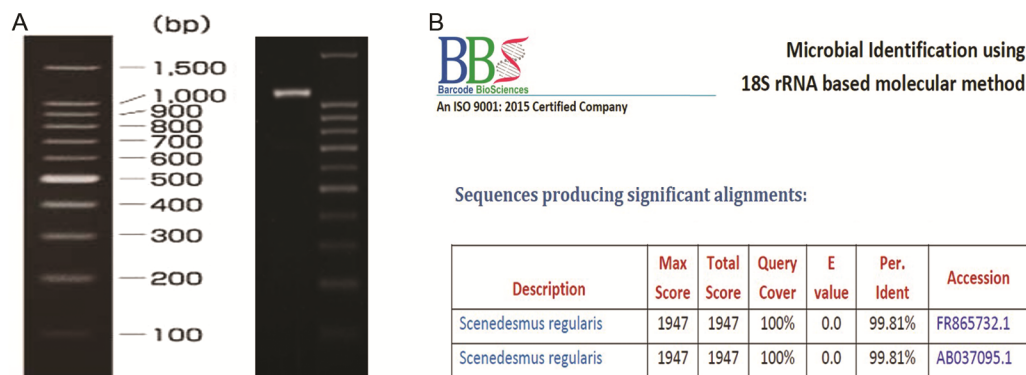 A
(bp)
1,500
1,000
900
800
700
600
500
400
300
200
100
B
BBS
Barcode BioSciences
An ISO 9001: 2015 Certified Company
Microbial Identification using
18S rRNA based molecular method
Sequences producing significant alignments:
Description Max Score Total Score Query Cover E value Per. Ident Accession
Scenedesmus regularis 1947 1947 100% 0.0 99.81% FR865732.1
Scenedesmus regularis 1947 1947 100% 0.0 99.81% AB037095.1